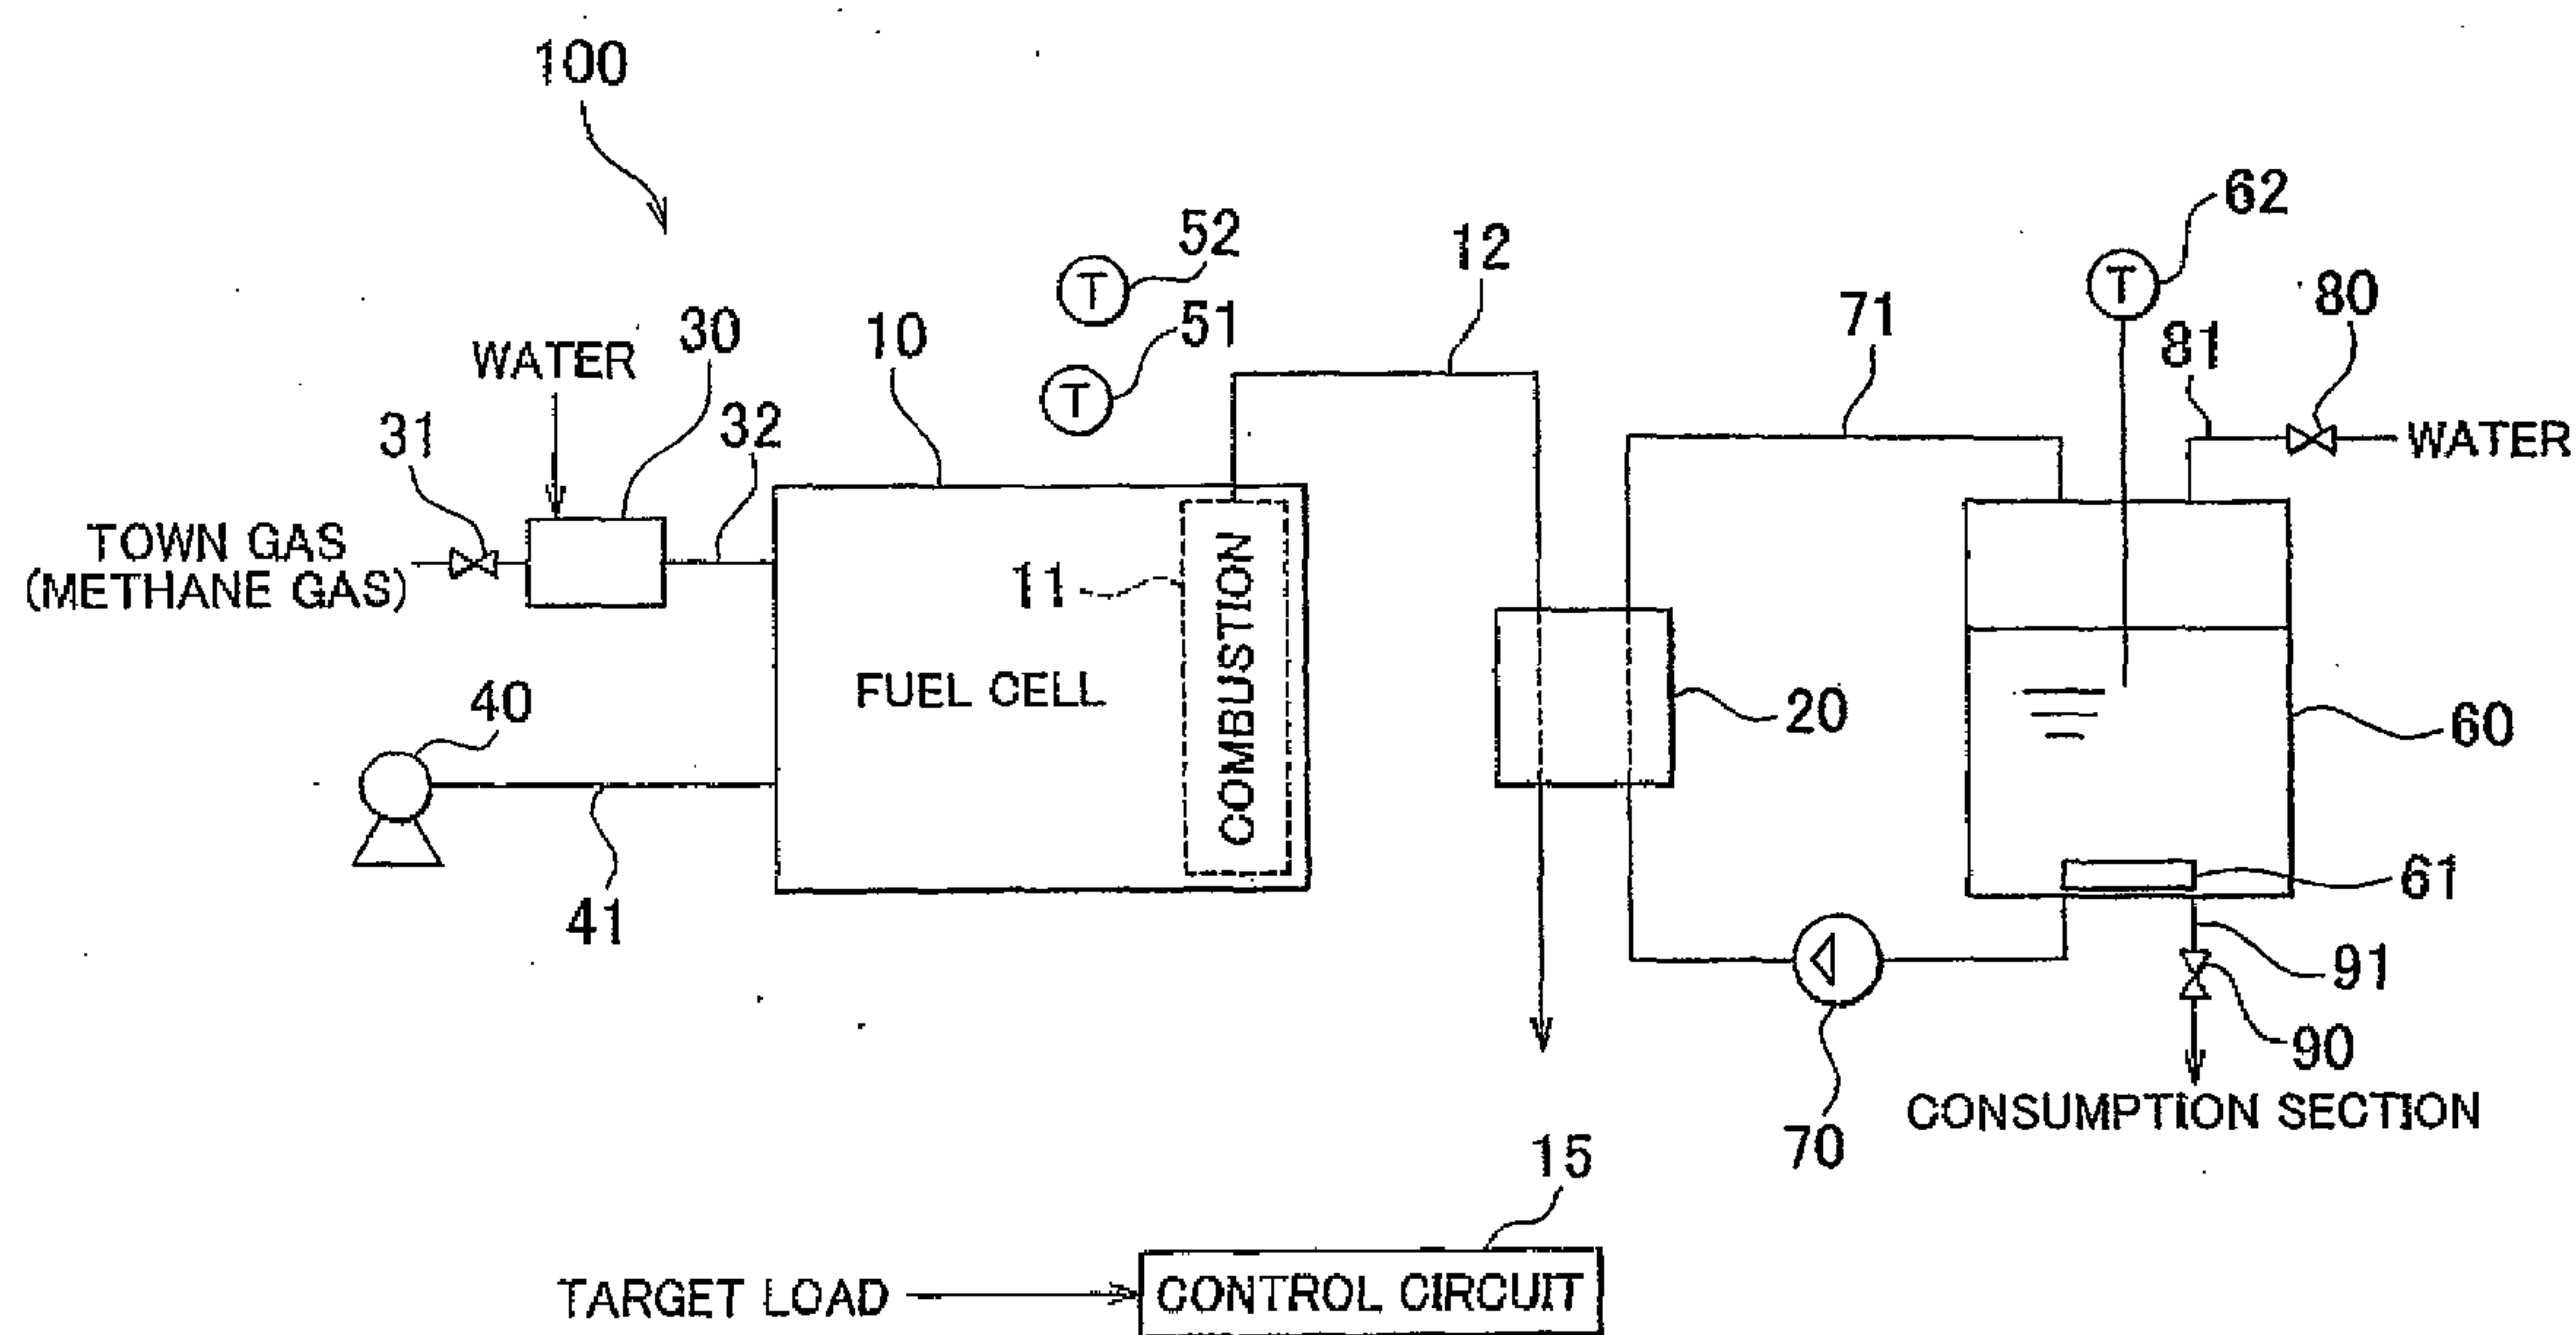 100
52
62
12
51
80
71
30
10
81
WATER
32
31
WATER
TOWN GAS
(METHANE GAS)
11
COMBUSTION
FUEL CELL
40
20
60
61
41
91
90
CONSUMPTION SECTION
70
15
TARGET LOAD
CONTROL CIRCUIT
T
T
T